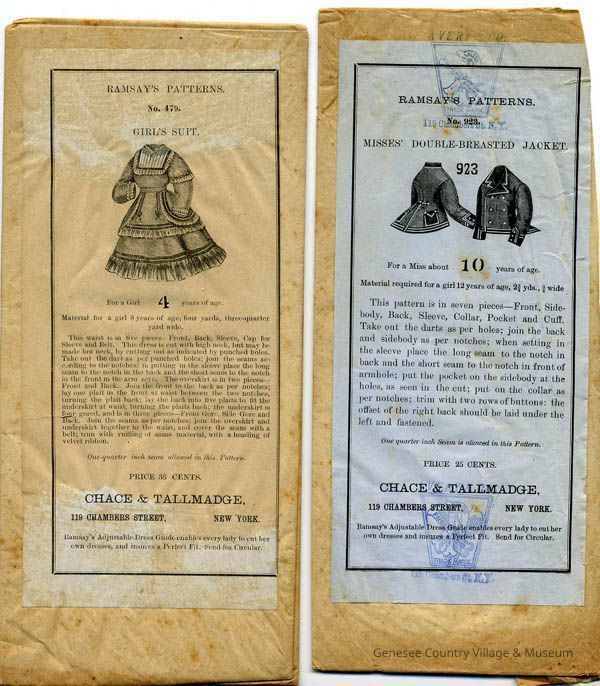 RAMSAY'S PATTERNS.
No. 479.
GIRL'S SUIT.
For a Girl 4 years of age.
Material for a girl 8 years of age, four yards, three-quarter
yard wide.
This waist is in five pieces—Front, Back, Sleeve, Cap for
Sleeve and Belt. This dress is cut with high neck, but may be
made low neck, by cutting out as indicated by punched holes.
Take out the dart as per punched holes; join the seams ac-
cording to the notches; in putting in the sleeve place the long
seam to the notch in the back and the short seam to the notch
in the front in the arm scye. The overskirt is in two pieces—
Front and Back. Join the front to the back as per notches;
lay one plait in the front at waist between the two notches,
turning the plait back; lay the back into five plaits to fit the
underskirt at waist, turning the plaits back; the underskirt is
four gored, and is in three pieces—Front Gore, Side Gore and
Back. Join the seams as per notches; join the overskirt and
underskirt together to the waist, and cover the seam with a
belt; trim with ruffling of same material, with a heading of
velvet ribbon.
One-quarter inch seam allowed in this Pattern.
PRICE 35 CENTS.
CHACE & TALLMADGE,
119 CHAMBERS STREET, NEW YORK.
Ramsay's Adjustable Dress Guide enables every lady to cut her
own dresses, and insures a Perfect Fit. Send for Circular.
AVERY
TRADE MARK
RAMSAY'S PATTERNS.
119 Chambers St. N.Y.
No. 923.
MISSES' DOUBLE-BREASTED JACKET.
923
For a Miss about 10 years of age.
Material required for a girl 12 years of age, 2¾ yds., ¾ wide
This pattern is in seven pieces—Front, Side-
body, Back, Sleeve, Collar, Pocket and Cuff.
Take out the darts as per holes; join the back
and sidebody as per notches; when setting in
the sleeve place the long seam to the notch in
back and the short seam to the notch in front of
armhole; put the pocket on the sidebody at the
holes, as seen in the cut; put on the collar as
per notches; trim with two rows of buttons: the
offset of the right back should be laid under the
left and fastened.
One quarter inch Seam is allowed in this Pattern.
PRICE 25 CENTS.
CHACE & TALLMADGE,
119 CHAMBERS STREET, NEW YORK.
Ramsay's Adjustable Dress Guide enables every lady to cut her
own dresses and insures a Perfect Fit. Send for Circular.
TRADE MARK
119 Chambers St. N.Y.
Genesee Country Village & Museum